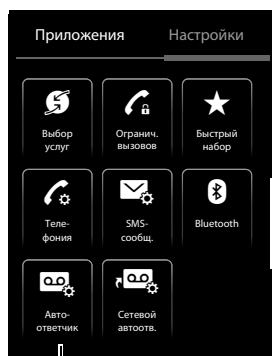 Приложения Настройки
Выбор Огранич. Быстрый
услуг вызовов набор
Теле- SMS- Bluetooth
фония сообщ.
Авто- Сетевой
ответчик автоотв.